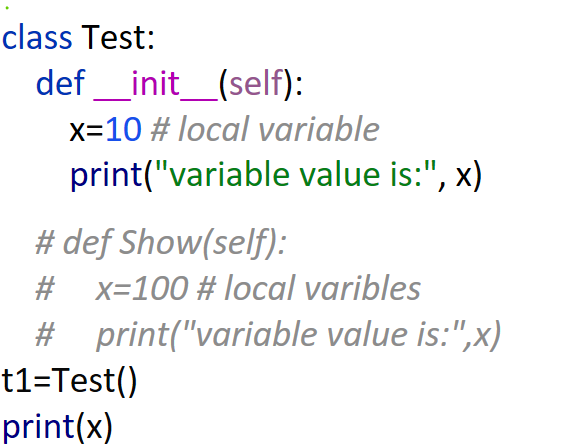 class Test:
    def __init__(self):
        x=10 # local variable
        print("variable value is:", x)
    # def Show(self):
    #     x=100 # local varibles
    #     print("variable value is:",x)
t1=Test()
print(x)